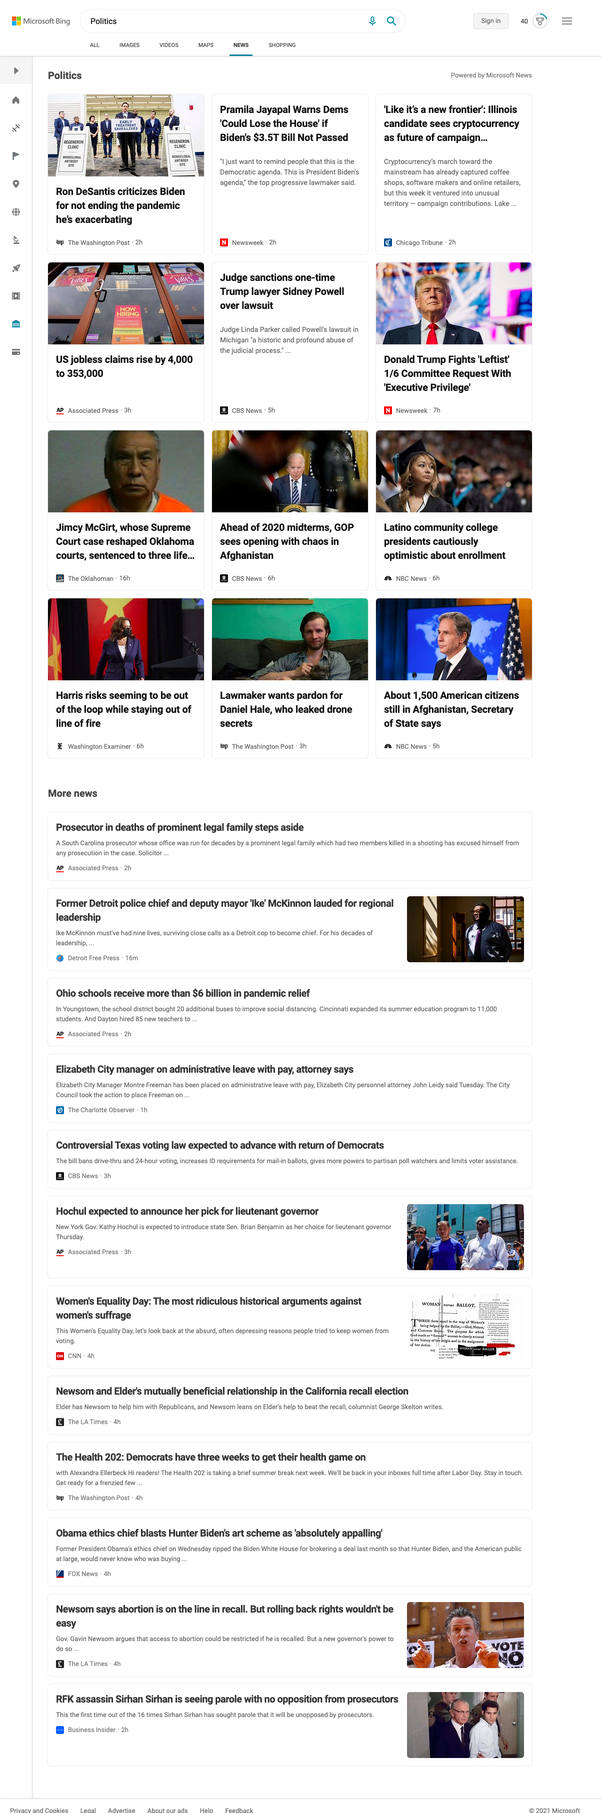 Microsoft Bing
Politics
Sign in
40
ALL IMAGES VIDEOS MAPS NEWS SHOPPING
Politics
Powered by Microsoft News
EARLY TREATMENT SAVES LIVES
REGENERON CLINIC
MONOCLONAL ANTIBODY SITE
REGENERON CLINIC
MONOCLONAL ANTIBODY SITE
Ron DeSantis criticizes Biden
for not ending the pandemic
he's exacerbating
The Washington Post · 2h
Pramila Jayapal Warns Dems
'Could Lose the House' if
Biden's $3.5T Bill Not Passed
"I just want to remind people that this is the
Democratic agenda. This is President Biden's
agenda," the top progressive lawmaker said.
Newsweek · 2h
'Like it's a new frontier': Illinois
candidate sees cryptocurrency
as future of campaign...
Cryptocurrency's march toward the
mainstream has already captured coffee
shops, software makers and online retailers,
but this week it ventured into unusual
territory — campaign contributions. Lake ...
Chicago Tribune · 2h
NOW HIRING
US jobless claims rise by 4,000
to 353,000
AP Associated Press · 3h
Judge sanctions one-time
Trump lawyer Sidney Powell
over lawsuit
Judge Linda Parker called Powell's lawsuit in
Michigan "a historic and profound abuse of
the judicial process." ...
CBS News · 5h
Donald Trump Fights 'Leftist'
1/6 Committee Request With
'Executive Privilege'
Newsweek · 7h
Jimcy McGirt, whose Supreme
Court case reshaped Oklahoma
courts, sentenced to three life...
The Oklahoman · 16h
Ahead of 2020 midterms, GOP
sees opening with chaos in
Afghanistan
CBS News · 6h
Latino community college
presidents cautiously
optimistic about enrollment
NBC News · 6h
Harris risks seeming to be out
of the loop while staying out of
line of fire
Washington Examiner · 6h
Lawmaker wants pardon for
Daniel Hale, who leaked drone
secrets
The Washington Post · 3h
About 1,500 American citizens
still in Afghanistan, Secretary
of State says
NBC News · 5h
More news
Prosecutor in deaths of prominent legal family steps aside
A South Carolina prosecutor whose office was run for decades by a prominent legal family which had two members killed in a shooting has excused himself from
any prosecution in the case. Solicitor ...
AP Associated Press · 2h
Former Detroit police chief and deputy mayor 'Ike' McKinnon lauded for regional
leadership
Ike McKinnon must've had nine lives, surviving close calls as a Detroit cop to become chief. For his decades of
leadership, ...
Detroit Free Press · 16m
Ohio schools receive more than $6 billion in pandemic relief
In Youngstown, the school district bought 20 additional buses to improve social distancing. Cincinnati expanded its summer education program to 11,000
students. And Dayton hired 85 new teachers to ...
AP Associated Press · 2h
Elizabeth City manager on administrative leave with pay, attorney says
Elizabeth City Manager Montre Freeman has been placed on administrative leave with pay, Elizabeth City personnel attorney John Leidy said Tuesday. The City
Council took the action to place Freeman on ...
The Charlotte Observer · 1h
Controversial Texas voting law expected to advance with return of Democrats
The bill bans drive-thru and 24-hour voting, increases ID requirements for mail-in ballots, gives more powers to partisan poll watchers and limits voter assistance.
CBS News · 3h
Hochul expected to announce her pick for lieutenant governor
New York Gov. Kathy Hochul is expected to introduce state Sen. Brian Benjamin as her choice for lieutenant governor
Thursday.
AP Associated Press · 3h
Women's Equality Day: The most ridiculous historical arguments against
women's suffrage
This Women's Equality Day, let's look back at the absurd, often depressing reasons people tried to keep women from
voting.
CNN CNN · 4h
Newsom and Elder's mutually beneficial relationship in the California recall election
Elder has Newsom to help him with Republicans, and Newsom leans on Elder's help to beat the recall, columnist George Skelton writes.
The LA Times · 4h
The Health 202: Democrats have three weeks to get their health game on
with Alexandra Ellerbeck Hi readers! The Health 202 is taking a brief summer break next week. We'll be back in your inboxes full time after Labor Day. Stay in touch.
Get ready for a frenzied few ...
The Washington Post · 4h
Obama ethics chief blasts Hunter Biden's art scheme as 'absolutely appalling'
Former President Obama's ethics chief on Wednesday ripped the Biden White House for brokering a deal last month so that Hunter Biden, and the American public
at large, would never know who was buying ...
FOX News · 4h
Newsom says abortion is on the line in recall. But rolling back rights wouldn't be
easy
Gov. Gavin Newsom argues that access to abortion could be restricted if he is recalled. But a new governor's power to
do so ...
The LA Times · 4h
VOTE NO
RFK assassin Sirhan Sirhan is seeing parole with no opposition from prosecutors
This the first time out of the 16 times Sirhan Sirhan has sought parole that it will be unopposed by prosecutors.
Business Insider · 2h
Privacy and Cookies Legal Advertise About our ads Help Feedback
© 2021 Microsoft